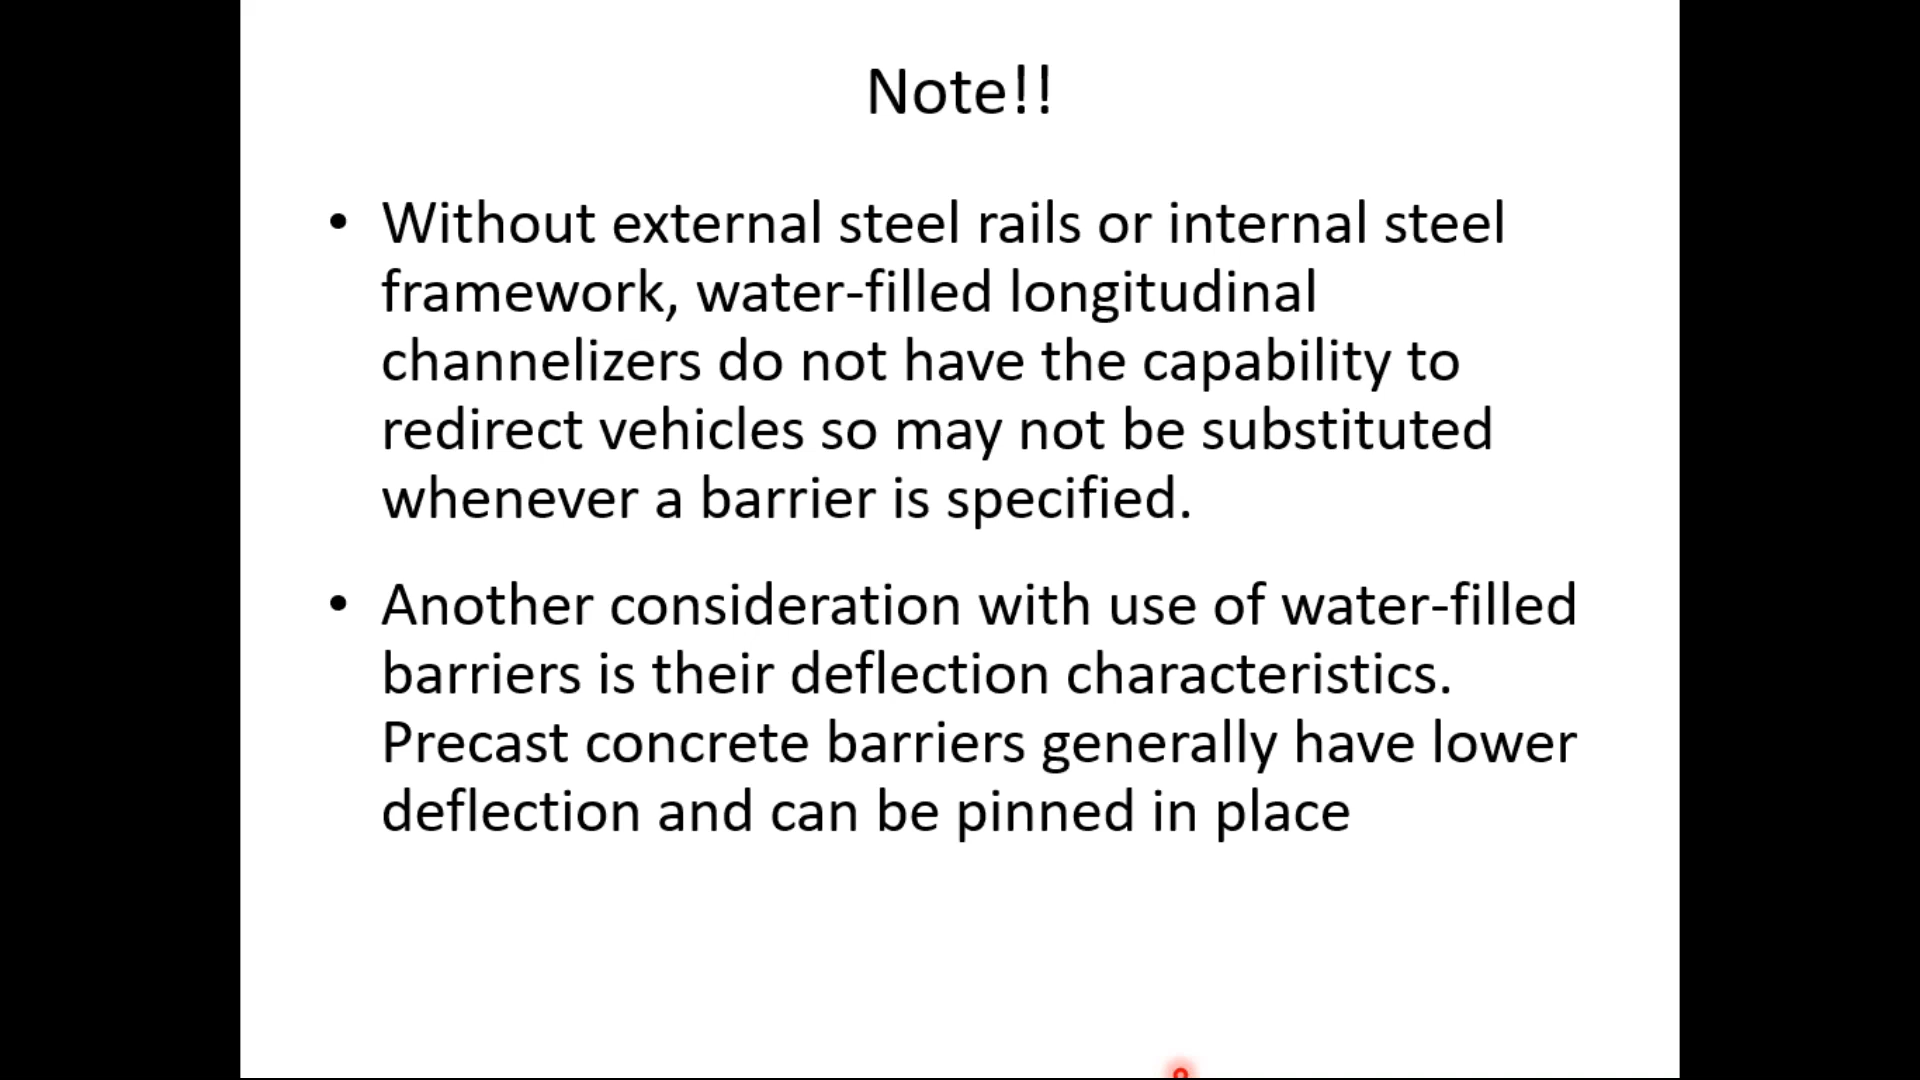 Note!!
• Without external steel rails or internal steel
framework, water-filled longitudinal
channelizers do not have the capability to
redirect vehicles so may not be substituted
whenever a barrier is specified.
• Another consideration with use of water-filled
barriers is their deflection characteristics.
Precast concrete barriers generally have lower
deflection and can be pinned in place